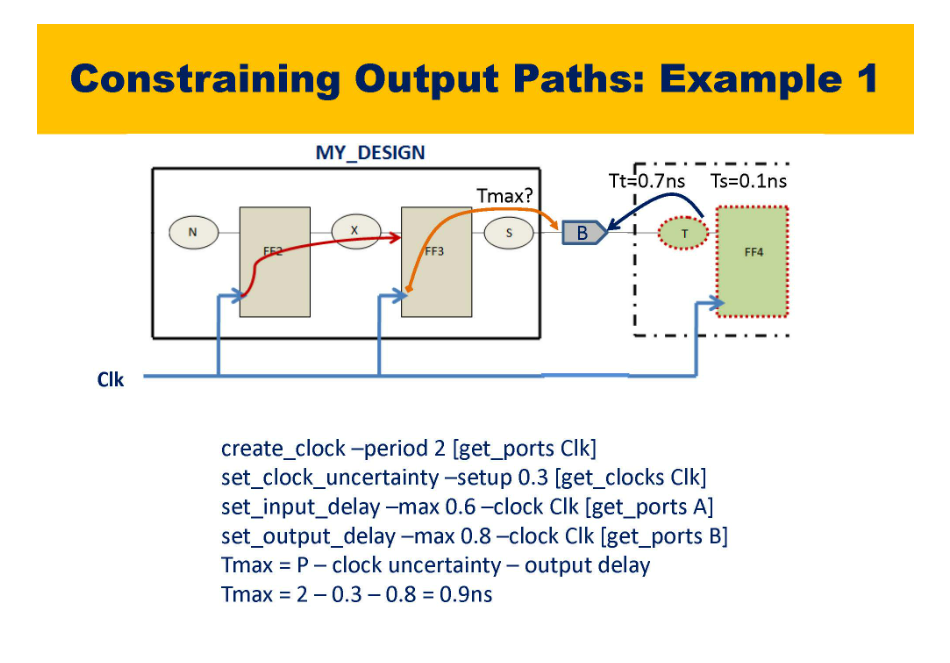 Constraining Output Paths: Example 1
MY_DESIGN
Tmax?
Tt=0.7ns Ts=0.1ns
N
FF2
X
FF3
S
B
T
FF4
Clk
create_clock –period 2 [get_ports Clk]
set_clock_uncertainty –setup 0.3 [get_clocks Clk]
set_input_delay –max 0.6 –clock Clk [get_ports A]
set_output_delay –max 0.8 –clock Clk [get_ports B]
Tmax = P – clock uncertainty – output delay
Tmax = 2 – 0.3 – 0.8 = 0.9ns